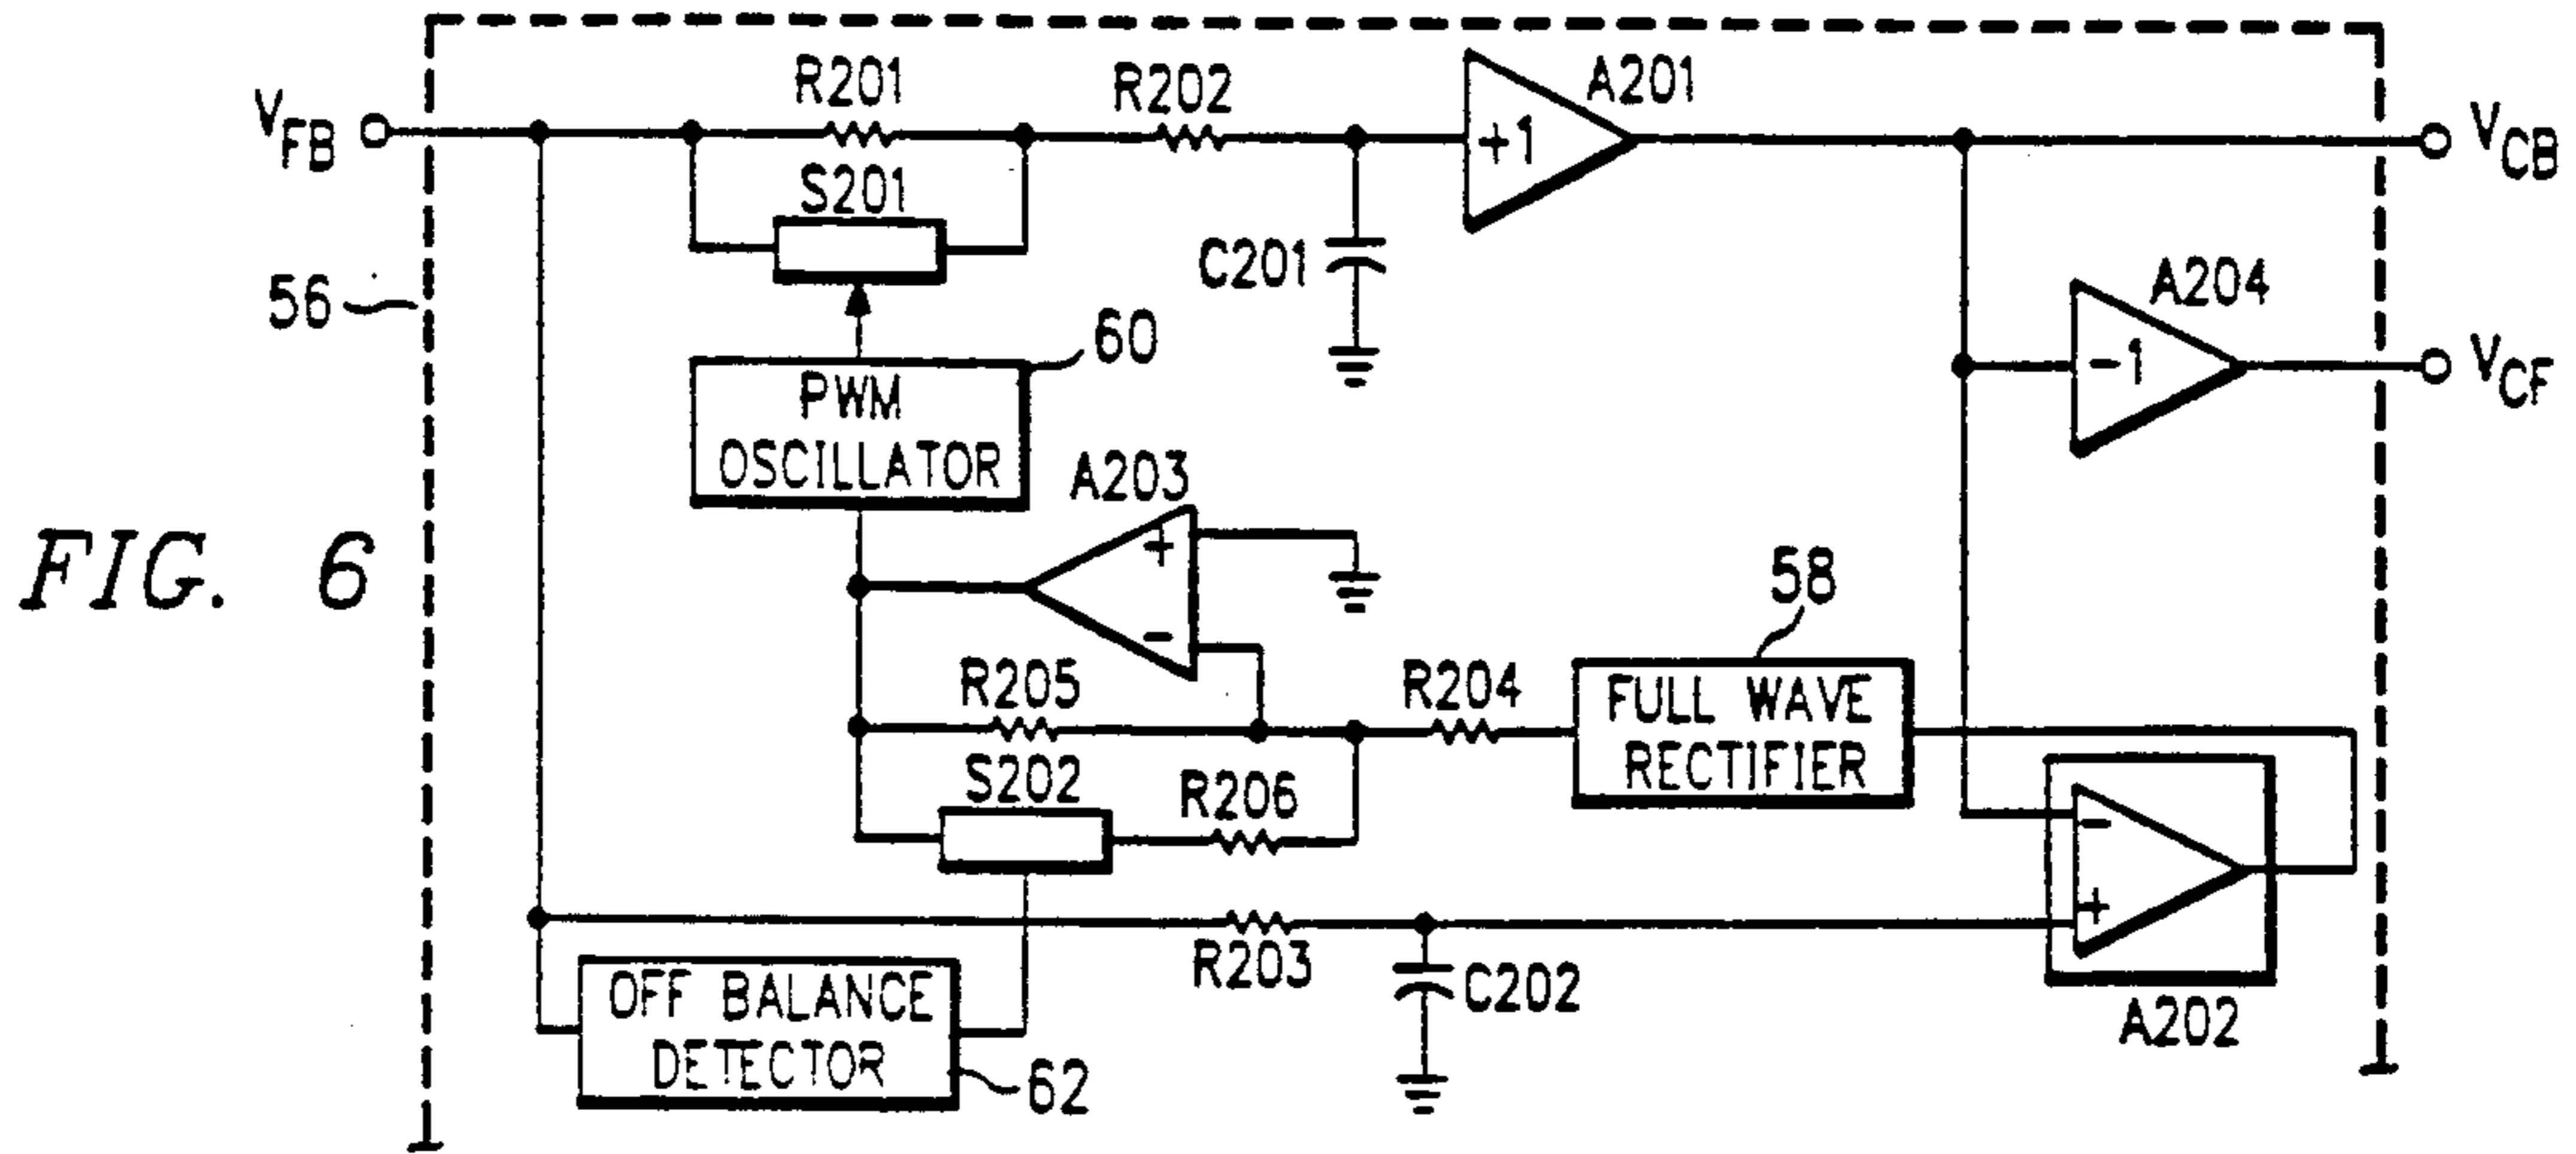 R201
R202
A201
V_FB
+1
V_CB
S201
C201
A204
56
60
-1
V_CF
PWM
OSCILLATOR
A203
FIG. 6
+
-
58
R205
R204
FULL WAVE
RECTIFIER
S202
R206
-
+
R203
C202
A202
OFF BALANCE
DETECTOR
62